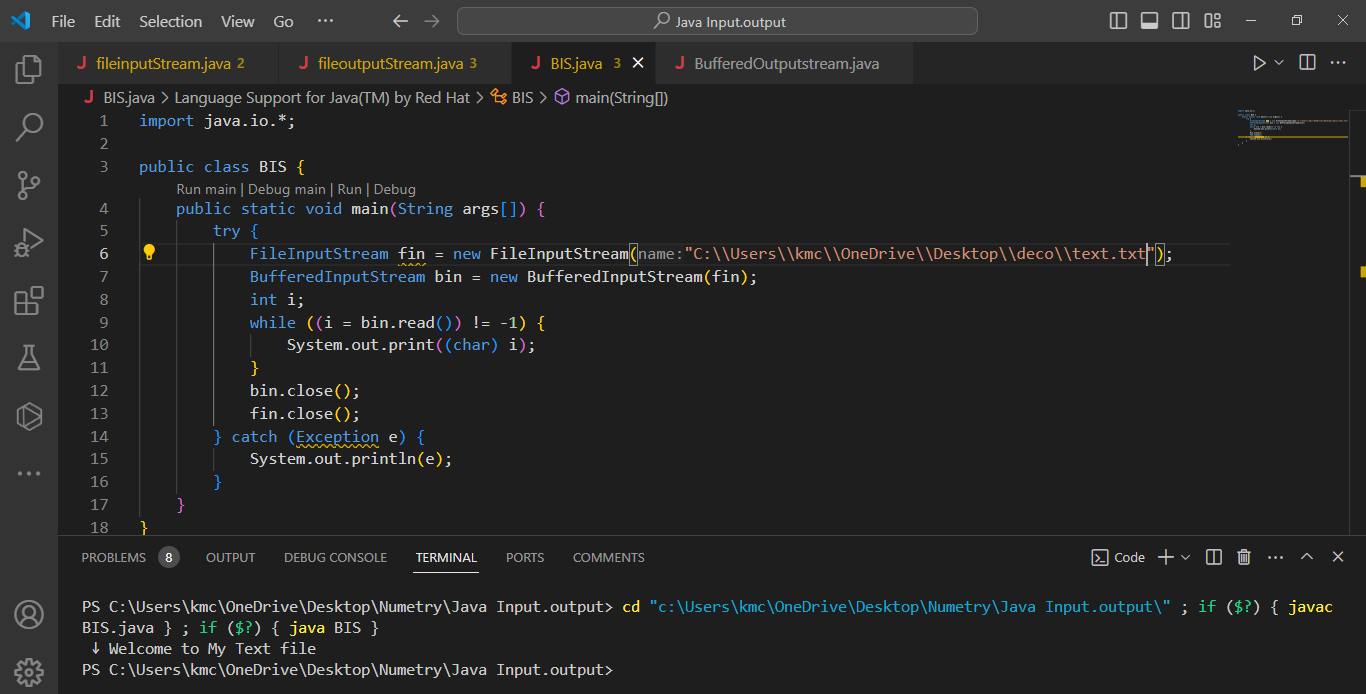 File Edit Selection View Go ··· ← → Java Input.output
fileinputStream.java 2 fileoutputStream.java 3 BIS.java 3 BufferedOutputstream.java
BIS.java > Language Support for Java(TM) by Red Hat > BIS > main(String[])
1 import java.io.*;
2
3 public class BIS {
Run main | Debug main | Run | Debug
4 public static void main(String args[]) {
5 try {
6 FileInputStream fin = new FileInputStream(name:"C:\\Users\\kmc\\OneDrive\\Desktop\\deco\\text.txt");
7 BufferedInputStream bin = new BufferedInputStream(fin);
8 int i;
9 while ((i = bin.read()) != -1) {
10 System.out.print((char) i);
11 }
12 bin.close();
13 fin.close();
14 } catch (Exception e) {
15 System.out.println(e);
16 }
17 }
18 }
PROBLEMS 8 OUTPUT DEBUG CONSOLE TERMINAL PORTS COMMENTS Code
PS C:\Users\kmc\OneDrive\Desktop\Numetry\Java Input.output> cd "c:\Users\kmc\OneDrive\Desktop\Numetry\Java Input.output\" ; if ($?) { javac
BIS.java } ; if ($?) { java BIS }
↓ Welcome to My Text file
PS C:\Users\kmc\OneDrive\Desktop\Numetry\Java Input.output>